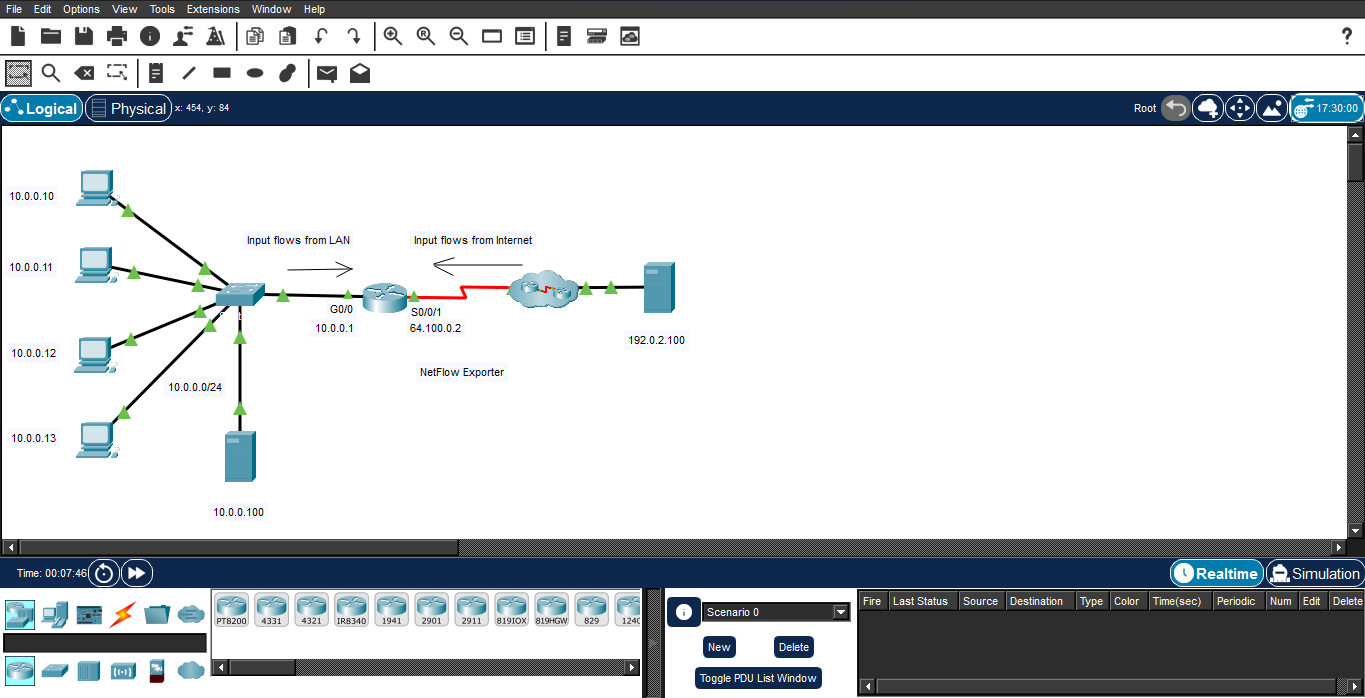 File Edit Options View Tools Extensions Window Help
Logical Physical x: 454, y: 84 Root 17:30:00
10.0.0.10
Input flows from LAN Input flows from Internet
10.0.0.11
G0/0 S0/0/1
10.0.0.1 64.100.0.2
192.0.2.100
10.0.0.12
NetFlow Exporter
10.0.0.0/24
10.0.0.13
10.0.0.100
Time: 00:07:46 Realtime Simulation
PT8200 4331 4321 IR8340 1941 2901 2911 819IOX 819HGW 829 1240
Scenario 0
New Delete
Toggle PDU List Window
Fire Last Status Source Destination Type Color Time(sec) Periodic Num Edit Delete